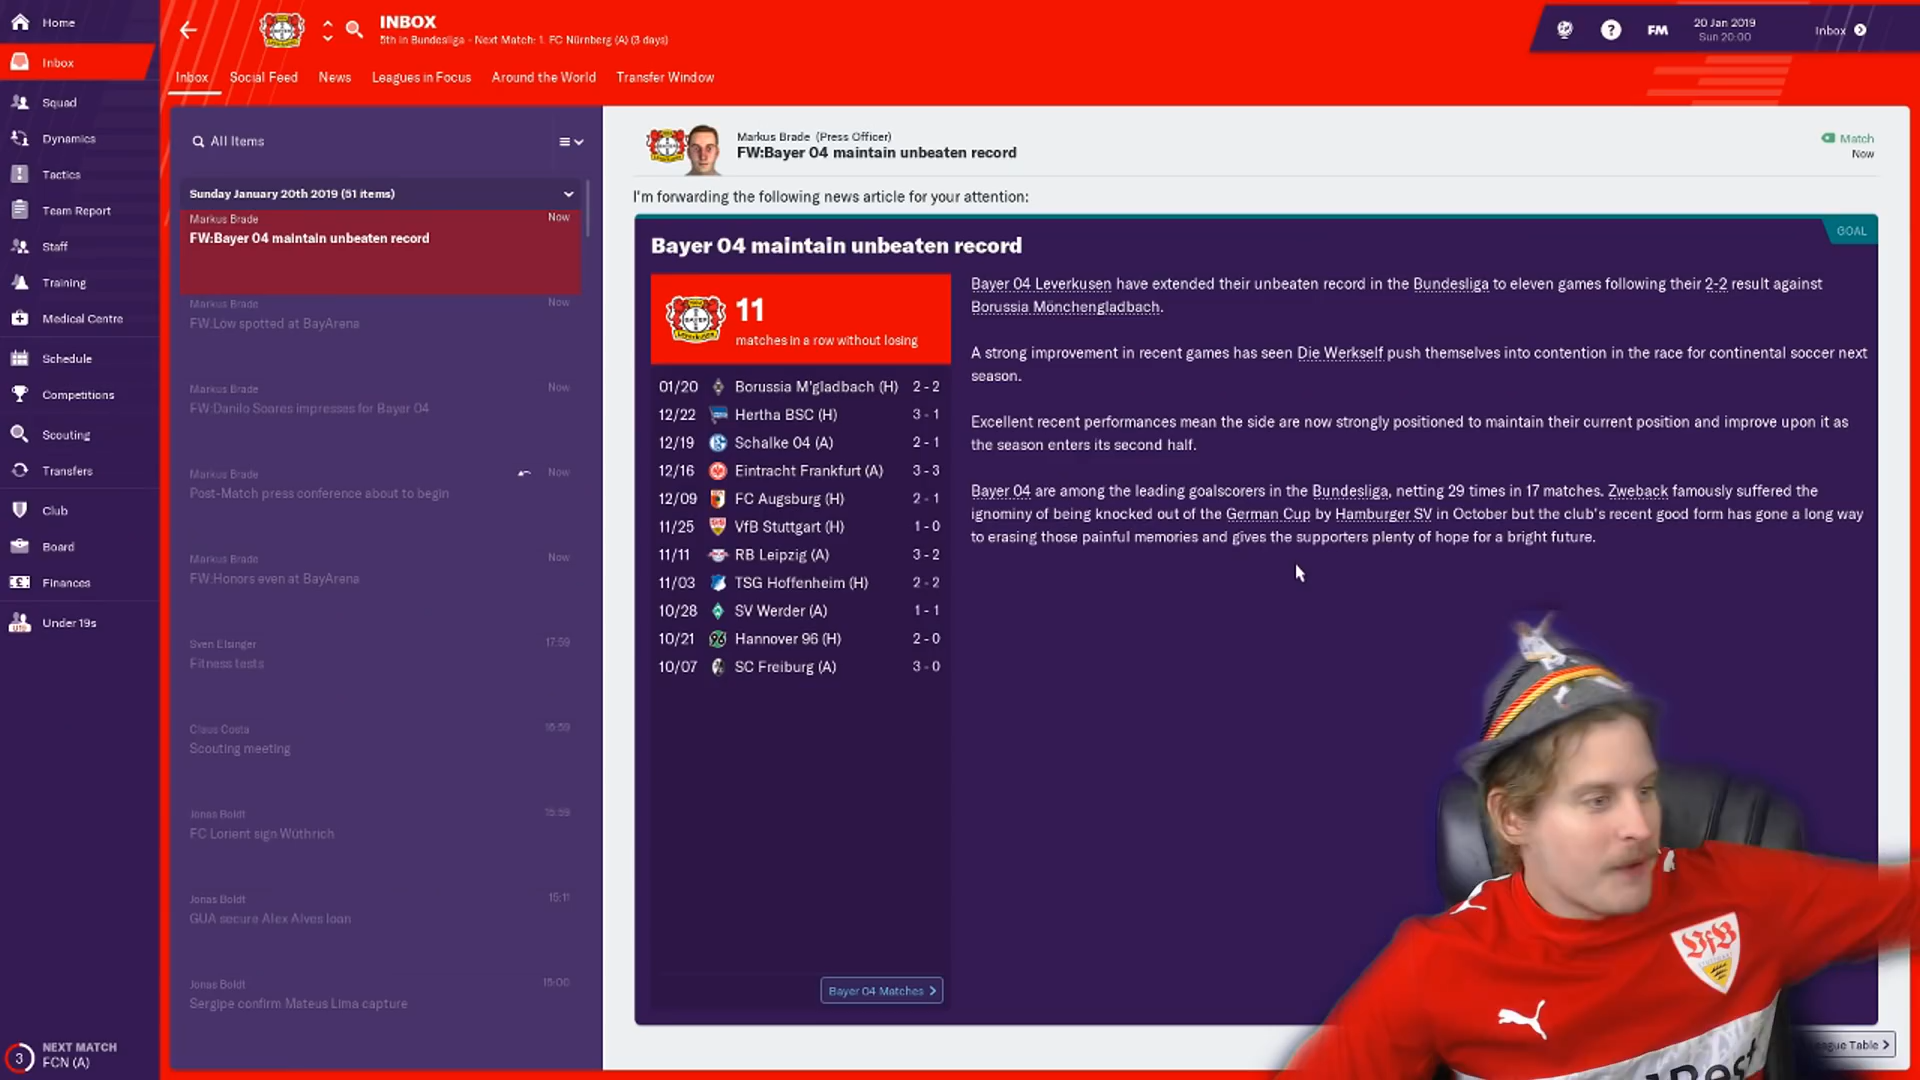 Home
Inbox
Squad
Dynamics
Tactics
Team Report
Staff
Training
Medical Centre
Schedule
Competitions
Scouting
Transfers
Club
Board
Finances
Under 19s
3 NEXT MATCH
FCN (A)
INBOX
5th in Bundesliga - Next Match: 1. FC Nürnberg (A) (3 days)
Inbox Social Feed News Leagues in Focus Around the World Transfer Window
? FM 20 Jan 2019
Sun 20:00
Inbox
All Items
Sunday January 20th 2019 (51 items)
Markus Brade Now
FW:Bayer 04 maintain unbeaten record
Markus Brade Now
FW:Low spotted at BayArena
Markus Brade Now
FW:Danilo Soares impresses for Bayer 04
Markus Brade Now
Post-Match press conference about to begin
Markus Brade Now
FW:Honors even at BayArena
Sven Elsinger 17:59
Fitness tests
Claus Costa 16:59
Scouting meeting
Jonas Boldt 15:59
FC Lorient sign Wüthrich
Jonas Boldt 15:11
GUA secure Alex Alves loan
Jonas Boldt 15:00
Sergipe confirm Mateus Lima capture
Markus Brade (Press Officer)
FW:Bayer 04 maintain unbeaten record
Match
Now
I'm forwarding the following news article for your attention:
GOAL
Bayer 04 maintain unbeaten record
11
matches in a row without losing
01/20 Borussia M'gladbach (H) 2 - 2
12/22 Hertha BSC (H) 3 - 1
12/19 Schalke 04 (A) 2 - 1
12/16 Eintracht Frankfurt (A) 3 - 3
12/09 FC Augsburg (H) 2 - 1
11/25 VfB Stuttgart (H) 1 - 0
11/11 RB Leipzig (A) 3 - 2
11/03 TSG Hoffenheim (H) 2 - 2
10/28 SV Werder (A) 1 - 1
10/21 Hannover 96 (H) 2 - 0
10/07 SC Freiburg (A) 3 - 0
Bayer 04 Matches
Bayer 04 Leverkusen have extended their unbeaten record in the Bundesliga to eleven games following their 2-2 result against
Borussia Mönchengladbach.
A strong improvement in recent games has seen Die Werkself push themselves into contention in the race for continental soccer next
season.
Excellent recent performances mean the side are now strongly positioned to maintain their current position and improve upon it as
the season enters its second half.
Bayer 04 are among the leading goalscorers in the Bundesliga, netting 29 times in 17 matches. Zweback famously suffered the
ignominy of being knocked out of the German Cup by Hamburger SV in October but the club's recent good form has gone a long way
to erasing those painful memories and gives the supporters plenty of hope for a bright future.
VfB
Table